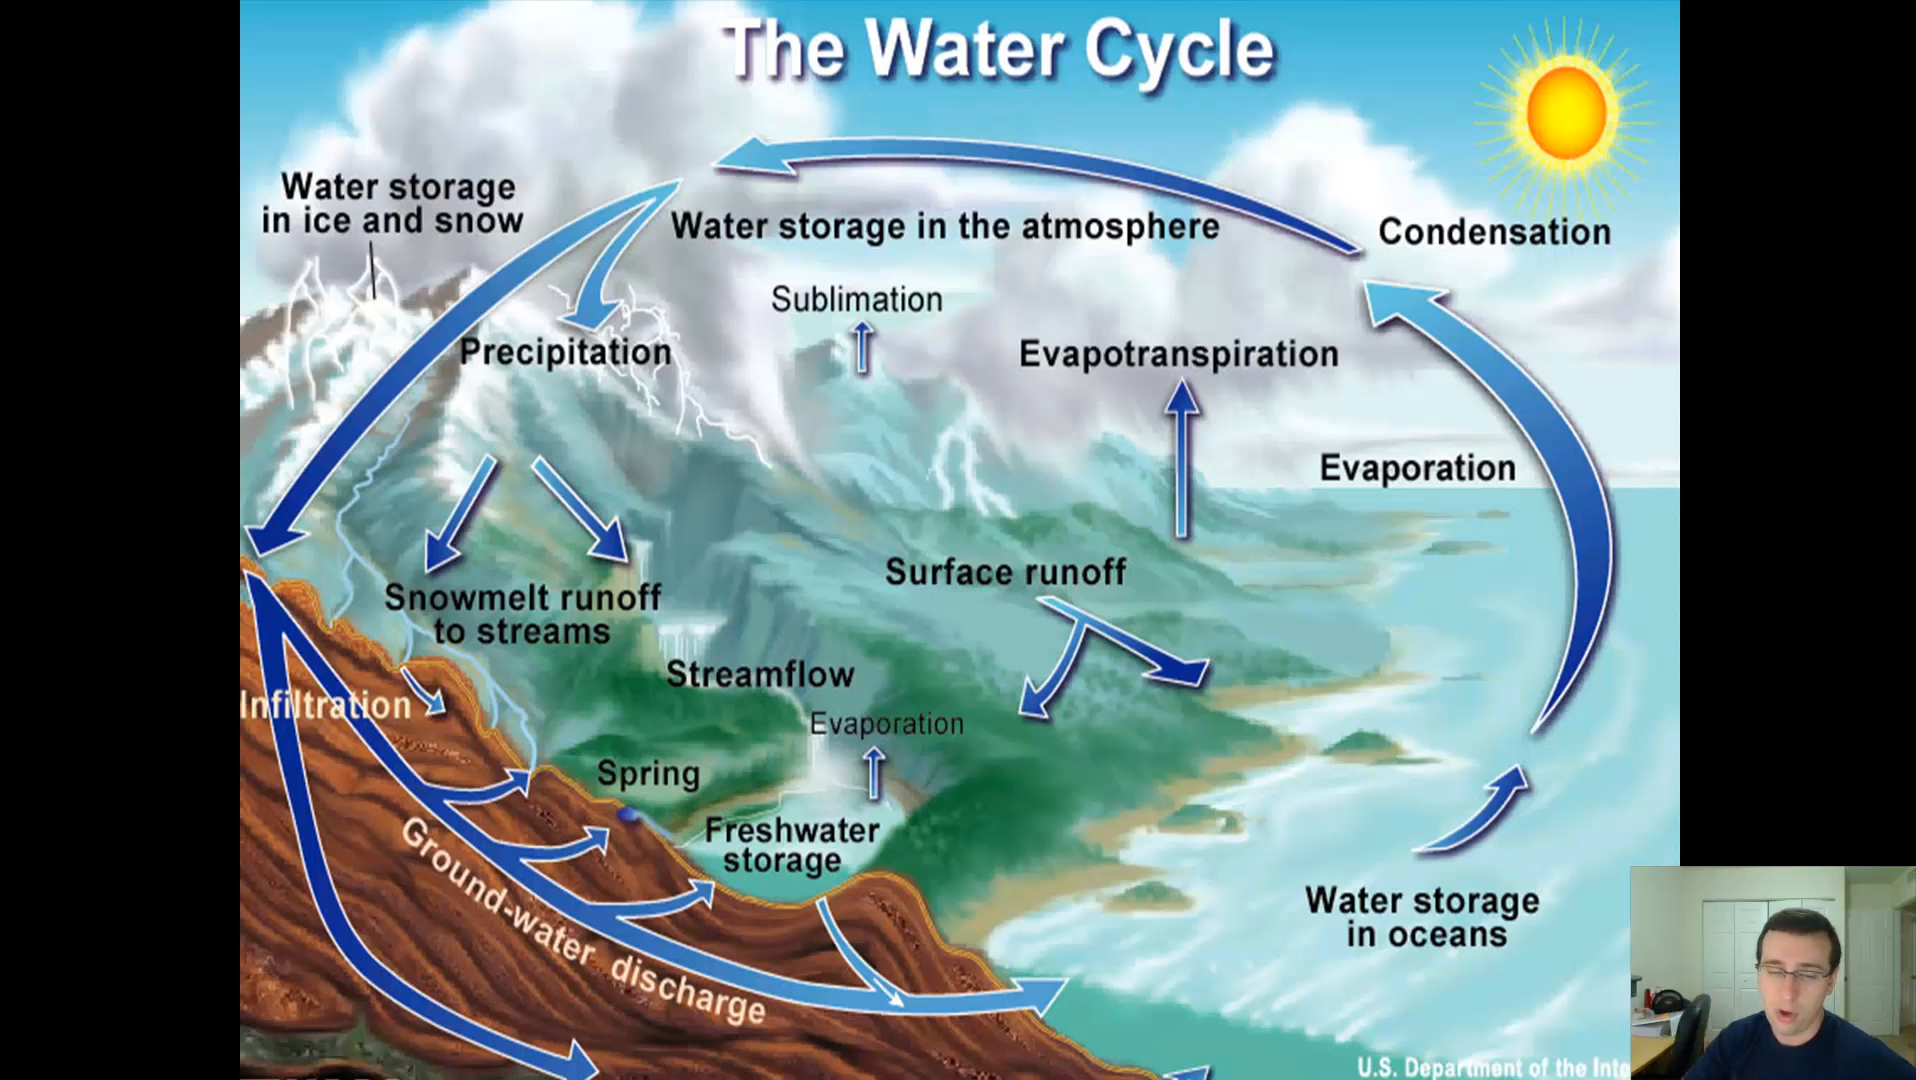 The Water Cycle
Water storage
in ice and snow
Water storage in the atmosphere
Condensation
Sublimation
Precipitation
Evapotranspiration
Evaporation
Surface runoff
Snowmelt runoff
to streams
Streamflow
Infiltration
Evaporation
Spring
Freshwater
storage
Ground-water discharge
Water storage
in oceans
U.S. Department of the Inte